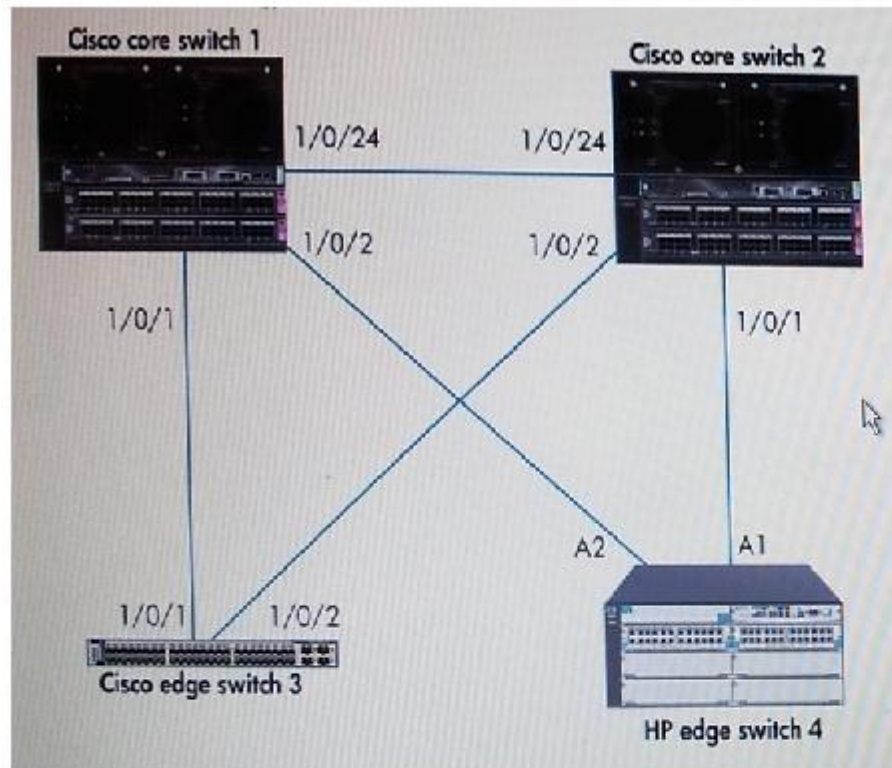 Cisco core switch 1
Cisco core switch 2
1/0/24
1/0/24
1/0/2
1/0/2
1/0/1
1/0/1
A2
A1
1/0/1
1/0/2
Cisco edge switch 3
HP edge switch 4